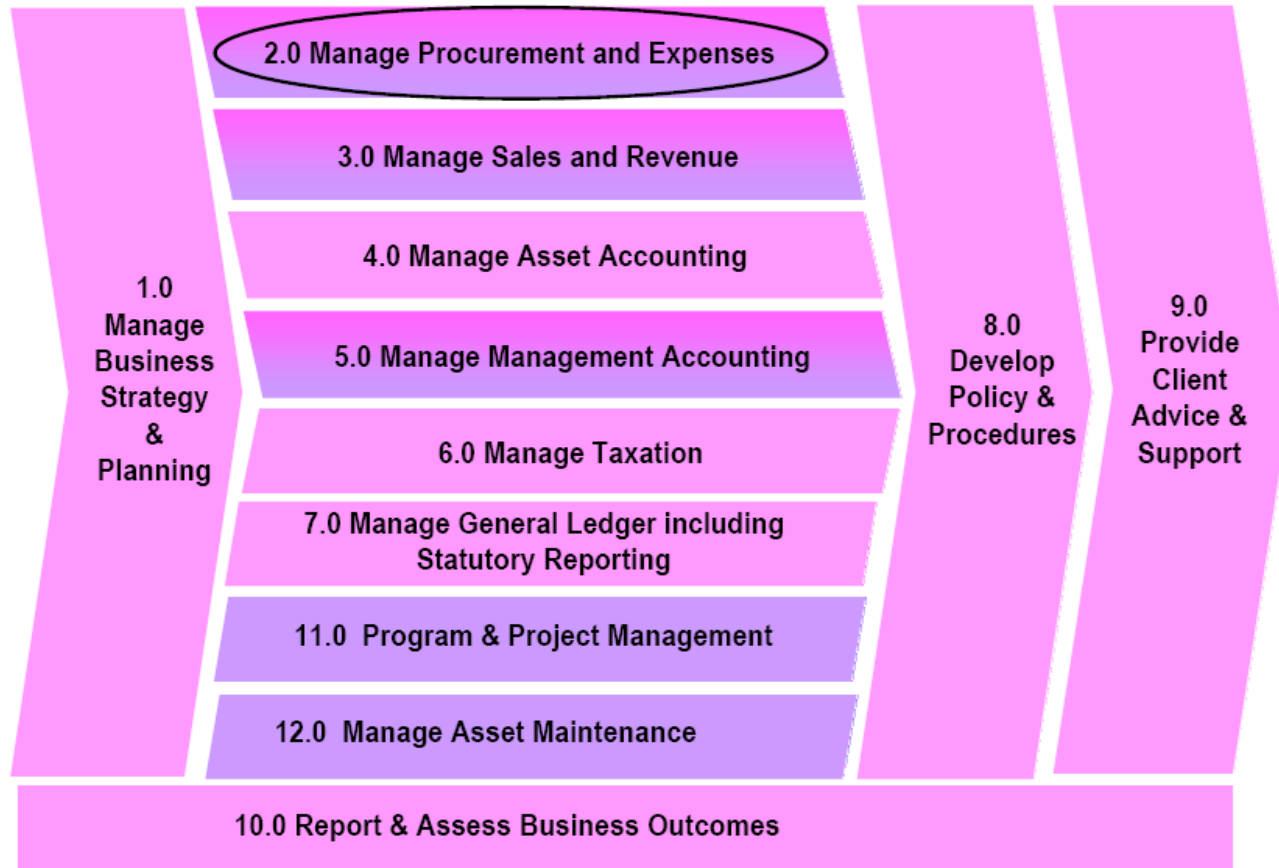 1.0
Manage
Business
Strategy
&
Planning
2.0 Manage Procurement and Expenses
3.0 Manage Sales and Revenue
4.0 Manage Asset Accounting
5.0 Manage Management Accounting
6.0 Manage Taxation
7.0 Manage General Ledger including
Statutory Reporting
11.0 Program & Project Management
12.0 Manage Asset Maintenance
8.0
Develop
Policy &
Procedures
9.0
Provide
Client
Advice &
Support
10.0 Report & Assess Business Outcomes